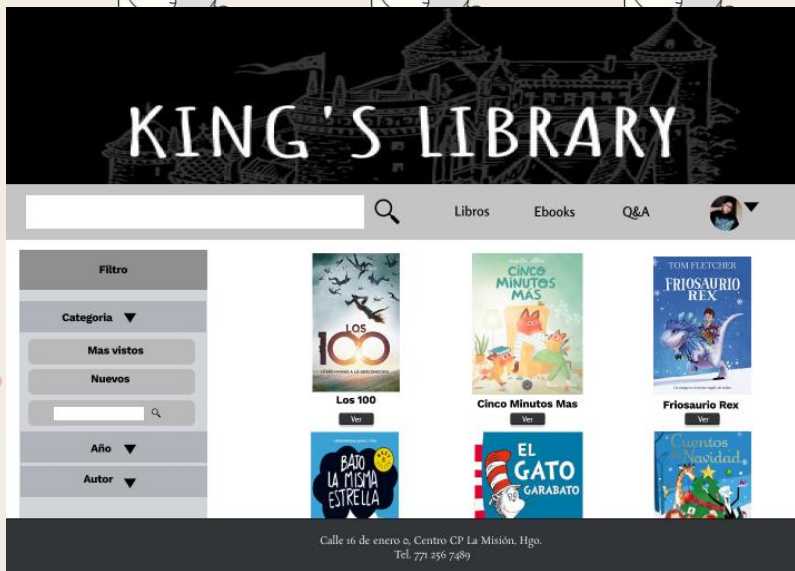 KING'S LIBRARY
Libros
Ebooks
Q&A
Filtro
Categoria
Mas vistos
Nuevos
Año
Autor
LOS
100
Los 100
Ver
CINCO
MINUTOS
MÁS
Cinco Minutos Mas
Ver
TOM FLETCHER
FRIOSAURIO
REX
Friosaurio Rex
Ver
BAJO
LA MISMA
ESTRELLA
EL
GATO
GARABATO
Cuentos
de Navidad
Calle 16 de enero 0, Centro CP La Misión, Hgo.
Tel. 771 256 7489